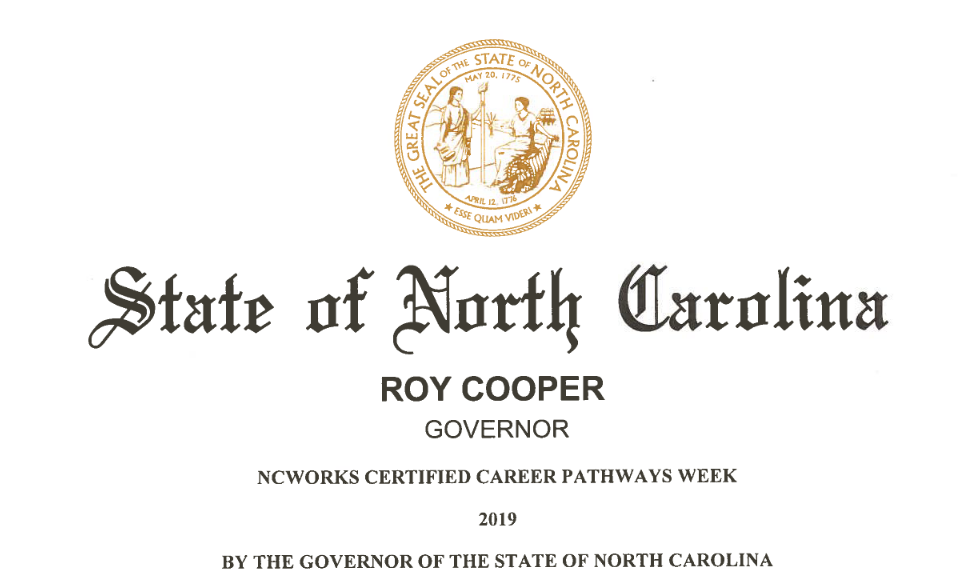 THE GREAT SEAL OF THE STATE OF NORTH CAROLINA
MAY 20, 1775
APRIL 12, 1776
★ ESSE QUAM VIDERI ★
State of North Carolina
ROY COOPER
GOVERNOR
NCWORKS CERTIFIED CAREER PATHWAYS WEEK
2019
BY THE GOVERNOR OF THE STATE OF NORTH CAROLINA